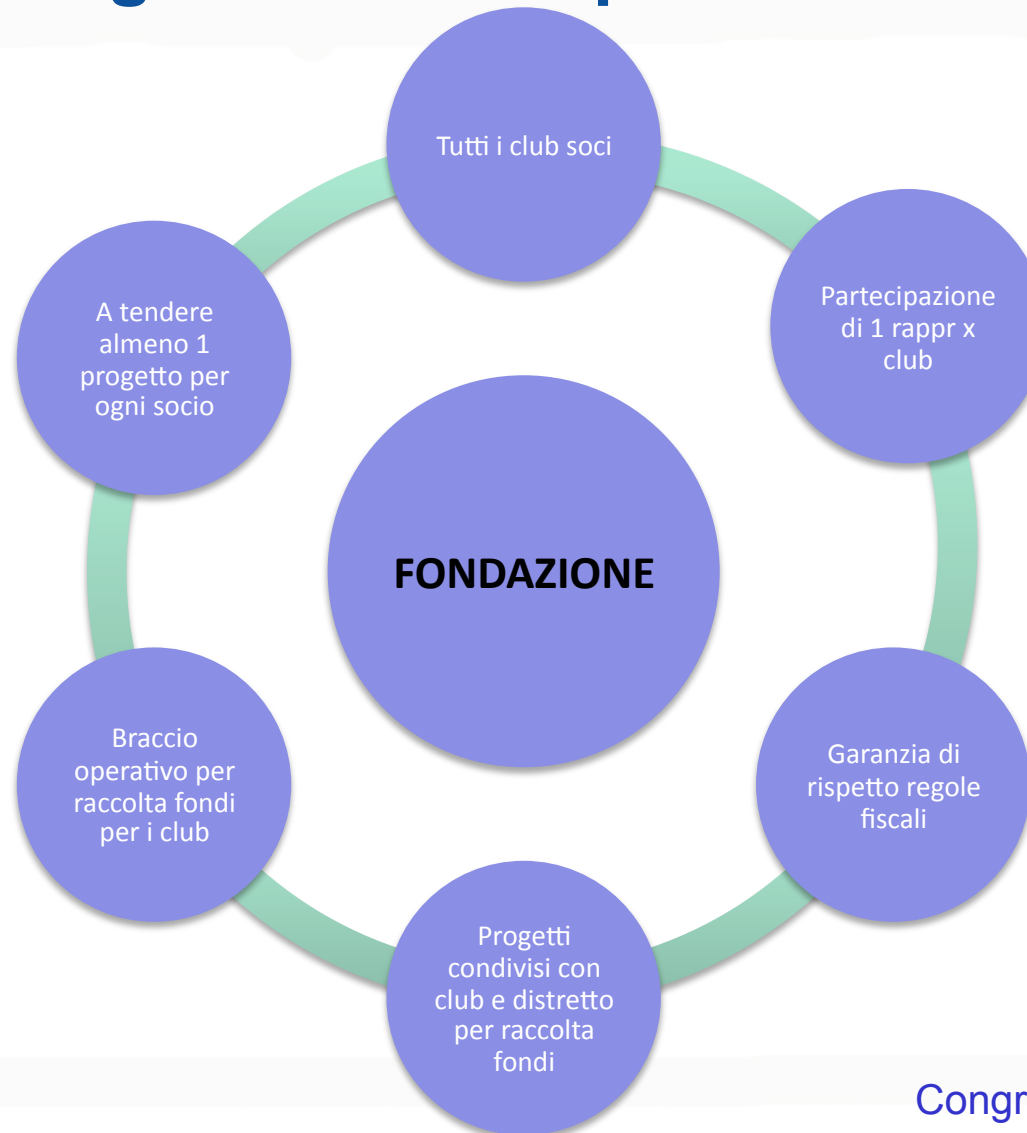 Tutti i club soci
Partecipazione
di 1 rappr x
club
A tendere
almeno 1
progetto per
ogni socio
FONDAZIONE
Braccio
operativo per
raccolta fondi
per i club
Garanzia di
rispetto regole
fiscali
Progetti
condivisi con
club e distretto
per raccolta
fondi